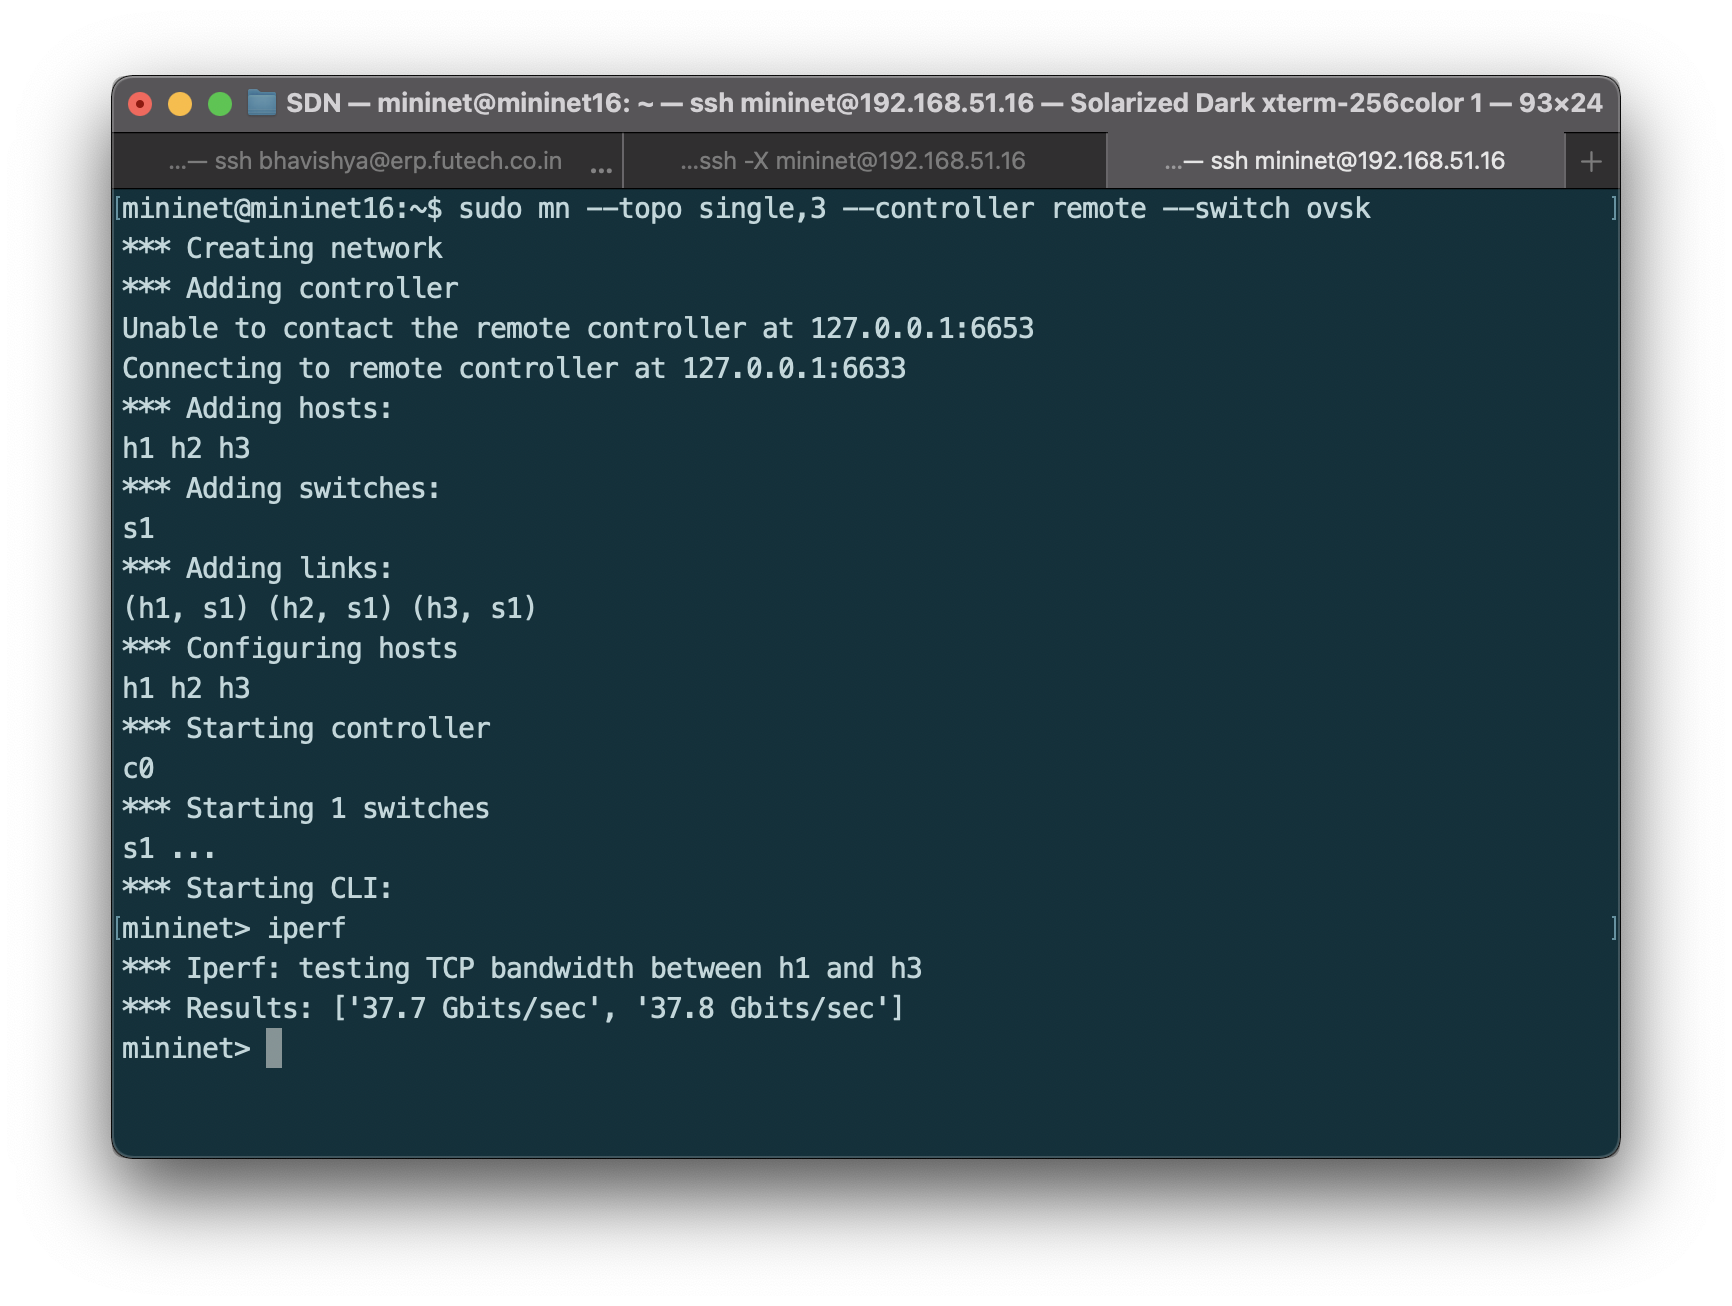 SDN — mininet@mininet16: ~ — ssh mininet@192.168.51.16 — Solarized Dark xterm-256color 1 — 93×24
...— ssh bhavishya@erp.futech.co.in ...
...ssh -X mininet@192.168.51.16
...— ssh mininet@192.168.51.16
+
[mininet@mininet16:~$ sudo mn --topo single,3 --controller remote --switch ovsk ]
*** Creating network
*** Adding controller
Unable to contact the remote controller at 127.0.0.1:6653
Connecting to remote controller at 127.0.0.1:6633
*** Adding hosts:
h1 h2 h3
*** Adding switches:
s1
*** Adding links:
(h1, s1) (h2, s1) (h3, s1)
*** Configuring hosts
h1 h2 h3
*** Starting controller
c0
*** Starting 1 switches
s1 ...
*** Starting CLI:
[mininet> iperf ]
*** Iperf: testing TCP bandwidth between h1 and h3
*** Results: ['37.7 Gbits/sec', '37.8 Gbits/sec']
mininet>